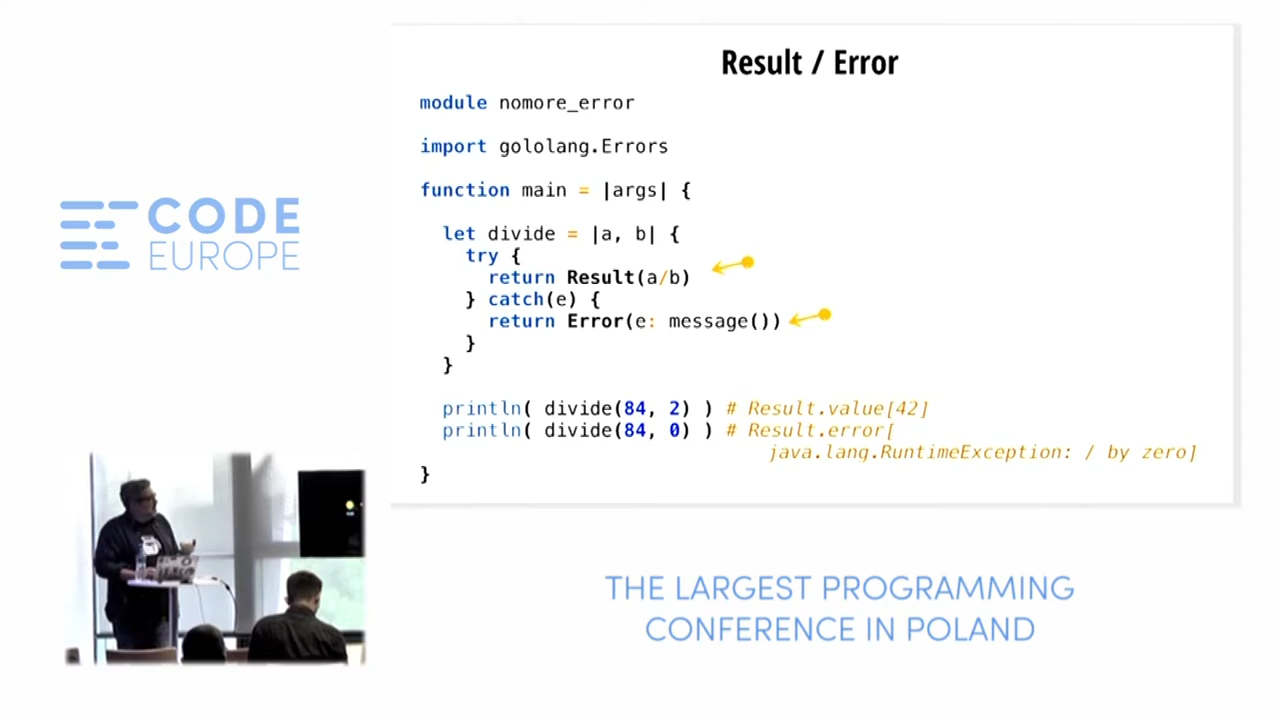 CODE
EUROPE
Result / Error
module nomore_error
import gololang.Errors
function main = |args| {
let divide = |a, b| {
try {
return Result(a/b)
} catch(e) {
return Error(e: message())
}
}
println( divide(84, 2) ) # Result.value[42]
println( divide(84, 0) ) # Result.error[
java.lang.RuntimeException: / by zero]
}
THE LARGEST PROGRAMMING
CONFERENCE IN POLAND